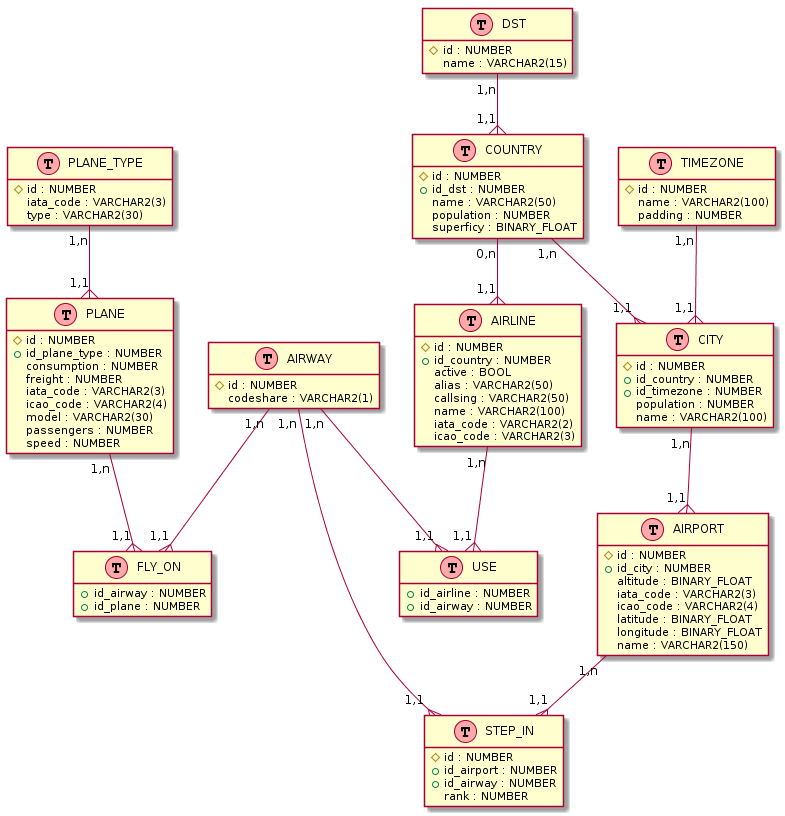 T DST
id : NUMBER
name : VARCHAR2(15)
1,n
1,1
T COUNTRY
id : NUMBER
id_dst : NUMBER
name : VARCHAR2(50)
population : NUMBER
superficy : BINARY_FLOAT
T TIMEZONE
id : NUMBER
name : VARCHAR2(100)
padding : NUMBER
T PLANE_TYPE
id : NUMBER
iata_code : VARCHAR2(3)
type : VARCHAR2(30)
1,n
1,1
0,n
1,1
1,n
1,1
1,n
1,1
T PLANE
id : NUMBER
id_plane_type : NUMBER
consumption : NUMBER
freight : NUMBER
iata_code : VARCHAR2(3)
icao_code : VARCHAR2(4)
model : VARCHAR2(30)
passengers : NUMBER
speed : NUMBER
T AIRWAY
id : NUMBER
codeshare : VARCHAR2(1)
T AIRLINE
id : NUMBER
id_country : NUMBER
active : BOOL
alias : VARCHAR2(50)
callsing : VARCHAR2(50)
name : VARCHAR2(100)
iata_code : VARCHAR2(2)
icao_code : VARCHAR2(3)
T CITY
id : NUMBER
id_country : NUMBER
id_timezone : NUMBER
population : NUMBER
name : VARCHAR2(100)
1,n
1,n
1,n
1,n
1,n
1,n
1,1
1,1
1,1
1,1
1,1
T FLY_ON
id_airway : NUMBER
id_plane : NUMBER
T USE
id_airline : NUMBER
id_airway : NUMBER
T AIRPORT
id : NUMBER
id_city : NUMBER
altitude : BINARY_FLOAT
iata_code : VARCHAR2(3)
icao_code : VARCHAR2(4)
latitude : BINARY_FLOAT
longitude : BINARY_FLOAT
name : VARCHAR2(150)
1,n
1,1
1,1
T STEP_IN
id : NUMBER
id_airport : NUMBER
id_airway : NUMBER
rank : NUMBER